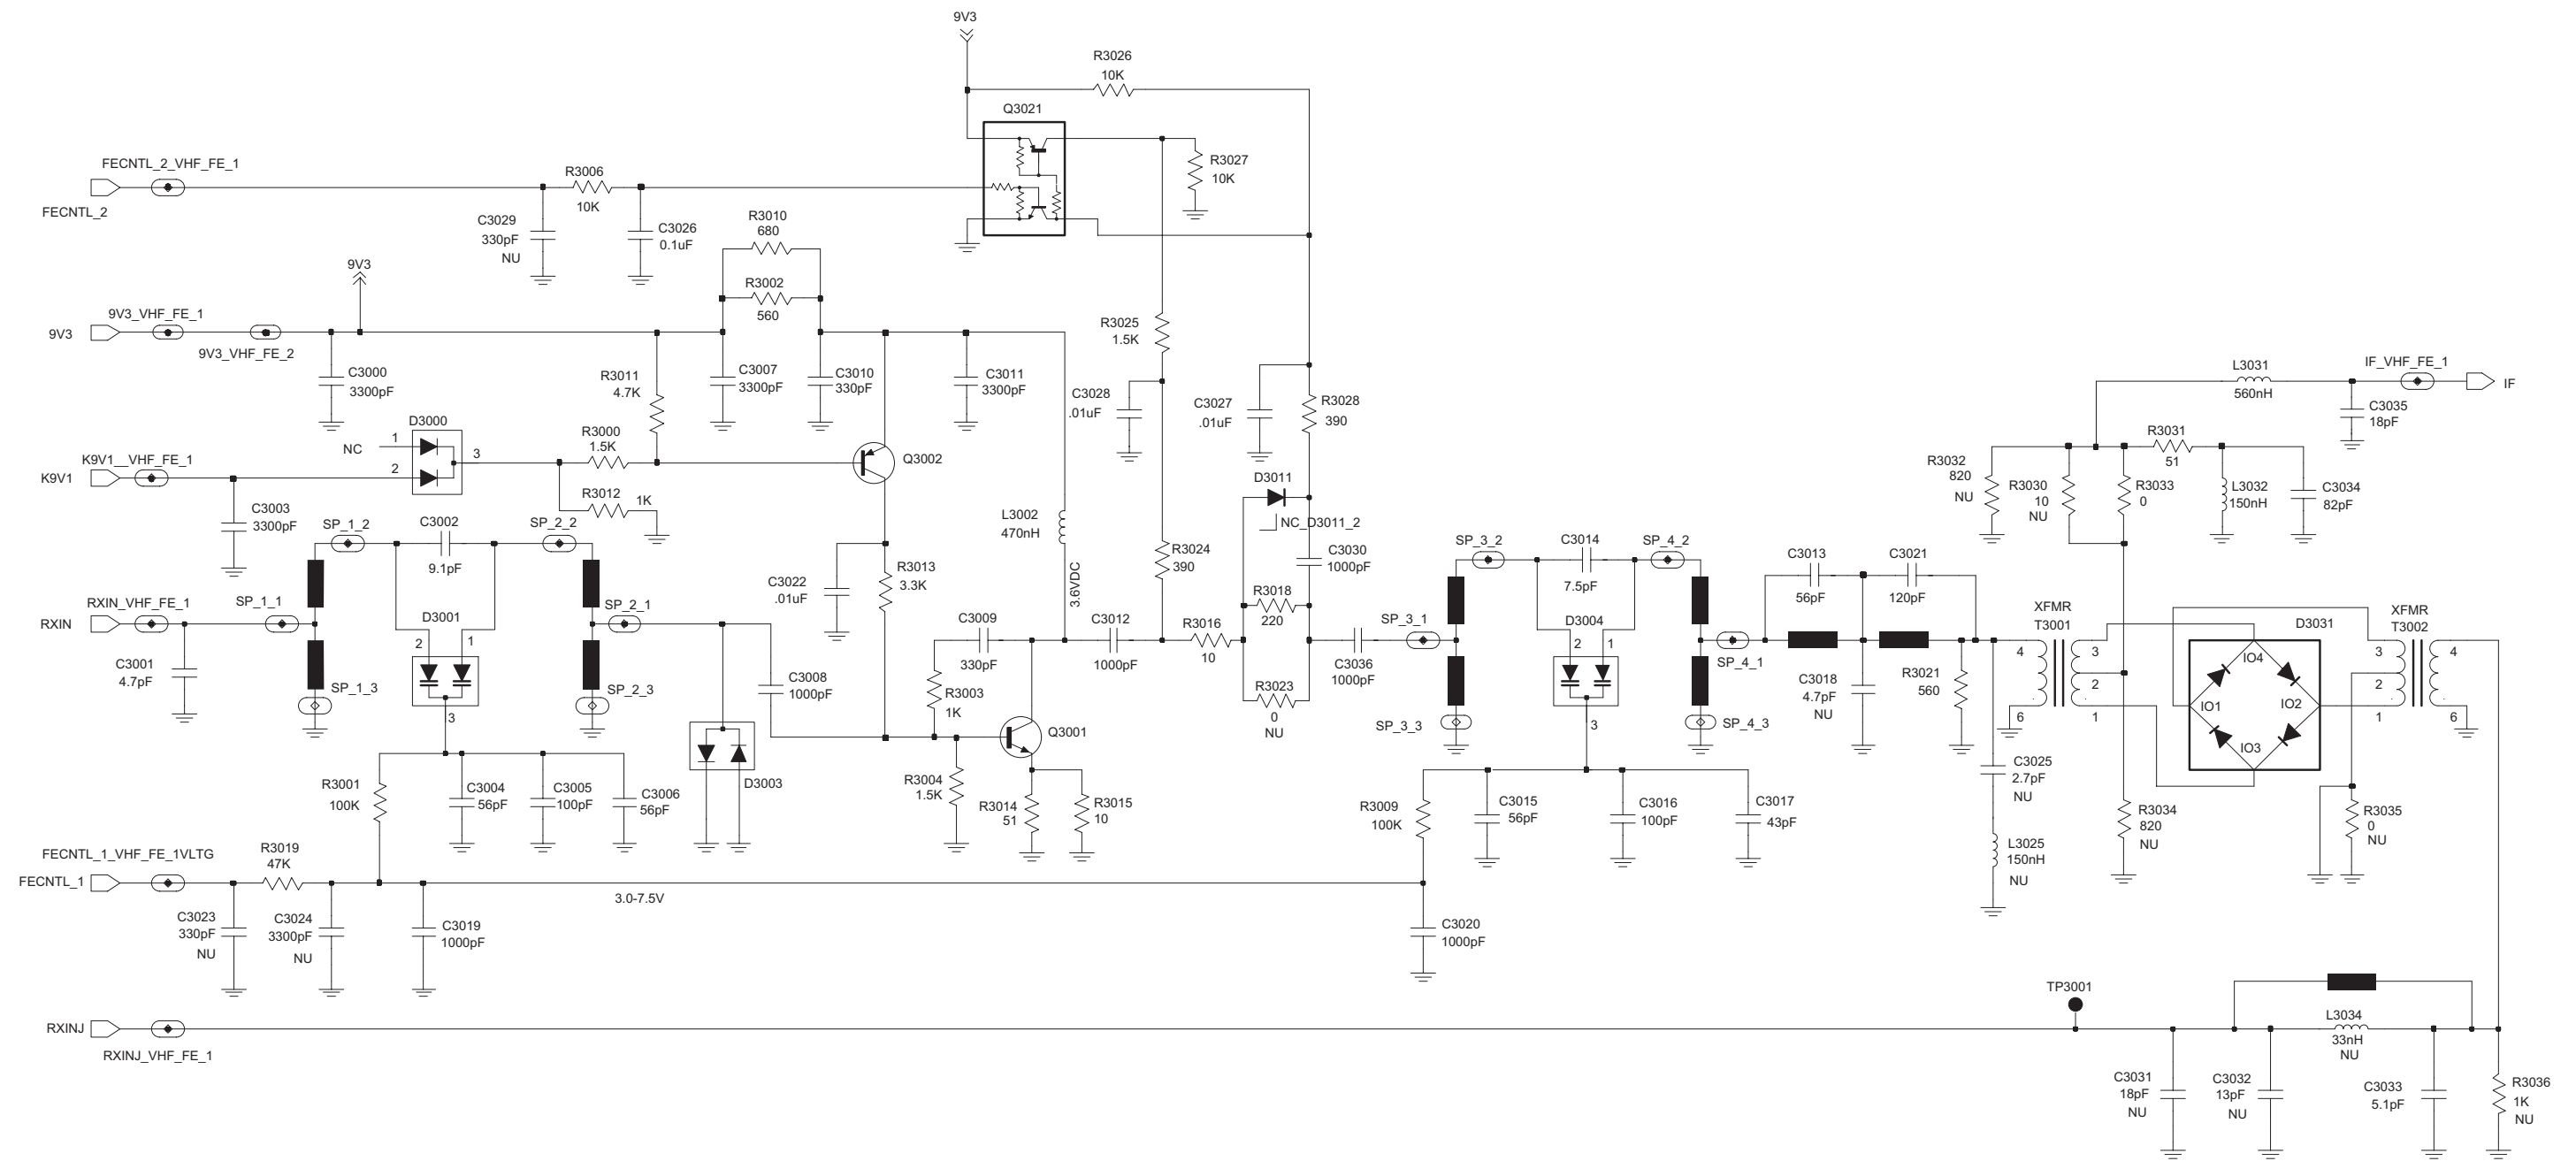 9V3
R3026
10K
Q3021
FECNTL_2_VHF_FE_1
FECNTL_2
R3006
10K
R3027
10K
C3029
330pF
NU
C3026
0.1uF
R3010
680
R3002
560
9V3
9V3_VHF_FE_1
9V3
9V3_VHF_FE_2
C3000
3300pF
R3011
4.7K
C3007
3300pF
C3010
330pF
C3011
3300pF
R3025
1.5K
C3028
.01uF
C3027
.01uF
R3028
390
L3031
560nH
IF_VHF_FE_1
IF
C3035
18pF
D3000
NC
1
2
3
R3000
1.5K
Q3002
K9V1__VHF_FE_1
K9V1
C3003
3300pF
R3012
1K
D3011
NC_D3011_2
R3032
820
NU
R3030
10
NU
R3033
0
R3031
51
L3032
150nH
C3034
82pF
SP_1_2
C3002
9.1pF
SP_2_2
L3002
470nH
3.6VDC
R3024
390
C3030
1000pF
R3013
3.3K
C3022
.01uF
SP_3_2
C3014
7.5pF
SP_4_2
C3013
56pF
C3021
120pF
RXIN_VHF_FE_1
RXIN
SP_1_1
D3001
2
1
3
SP_2_1
C3001
4.7pF
SP_1_3
SP_2_3
C3009
330pF
C3012
1000pF
R3016
10
R3018
220
R3023
0
NU
C3036
1000pF
SP_3_1
D3004
2
1
3
SP_3_3
SP_4_1
SP_4_3
C3018
4.7pF
NU
R3021
560
XFMR
T3001
4
6
3
2
1
D3031
IO4
IO1
IO2
IO3
XFMR
T3002
3
2
1
4
6
C3008
1000pF
R3003
1K
Q3001
D3003
R3004
1.5K
R3014
51
R3015
10
R3001
100K
C3004
56pF
C3005
100pF
C3006
56pF
R3009
100K
C3015
56pF
C3016
100pF
C3017
43pF
C3025
2.7pF
NU
L3025
150nH
NU
R3034
820
NU
R3035
0
NU
FECNTL_1_VHF_FE_1VLTG
FECNTL_1
R3019
47K
3.0-7.5V
C3023
330pF
NU
C3024
3300pF
NU
C3019
1000pF
C3020
1000pF
RXINJ
RXINJ_VHF_FE_1
TP3001
L3034
33nH
NU
C3031
18pF
NU
C3032
13pF
NU
C3033
5.1pF
R3036
1K
NU